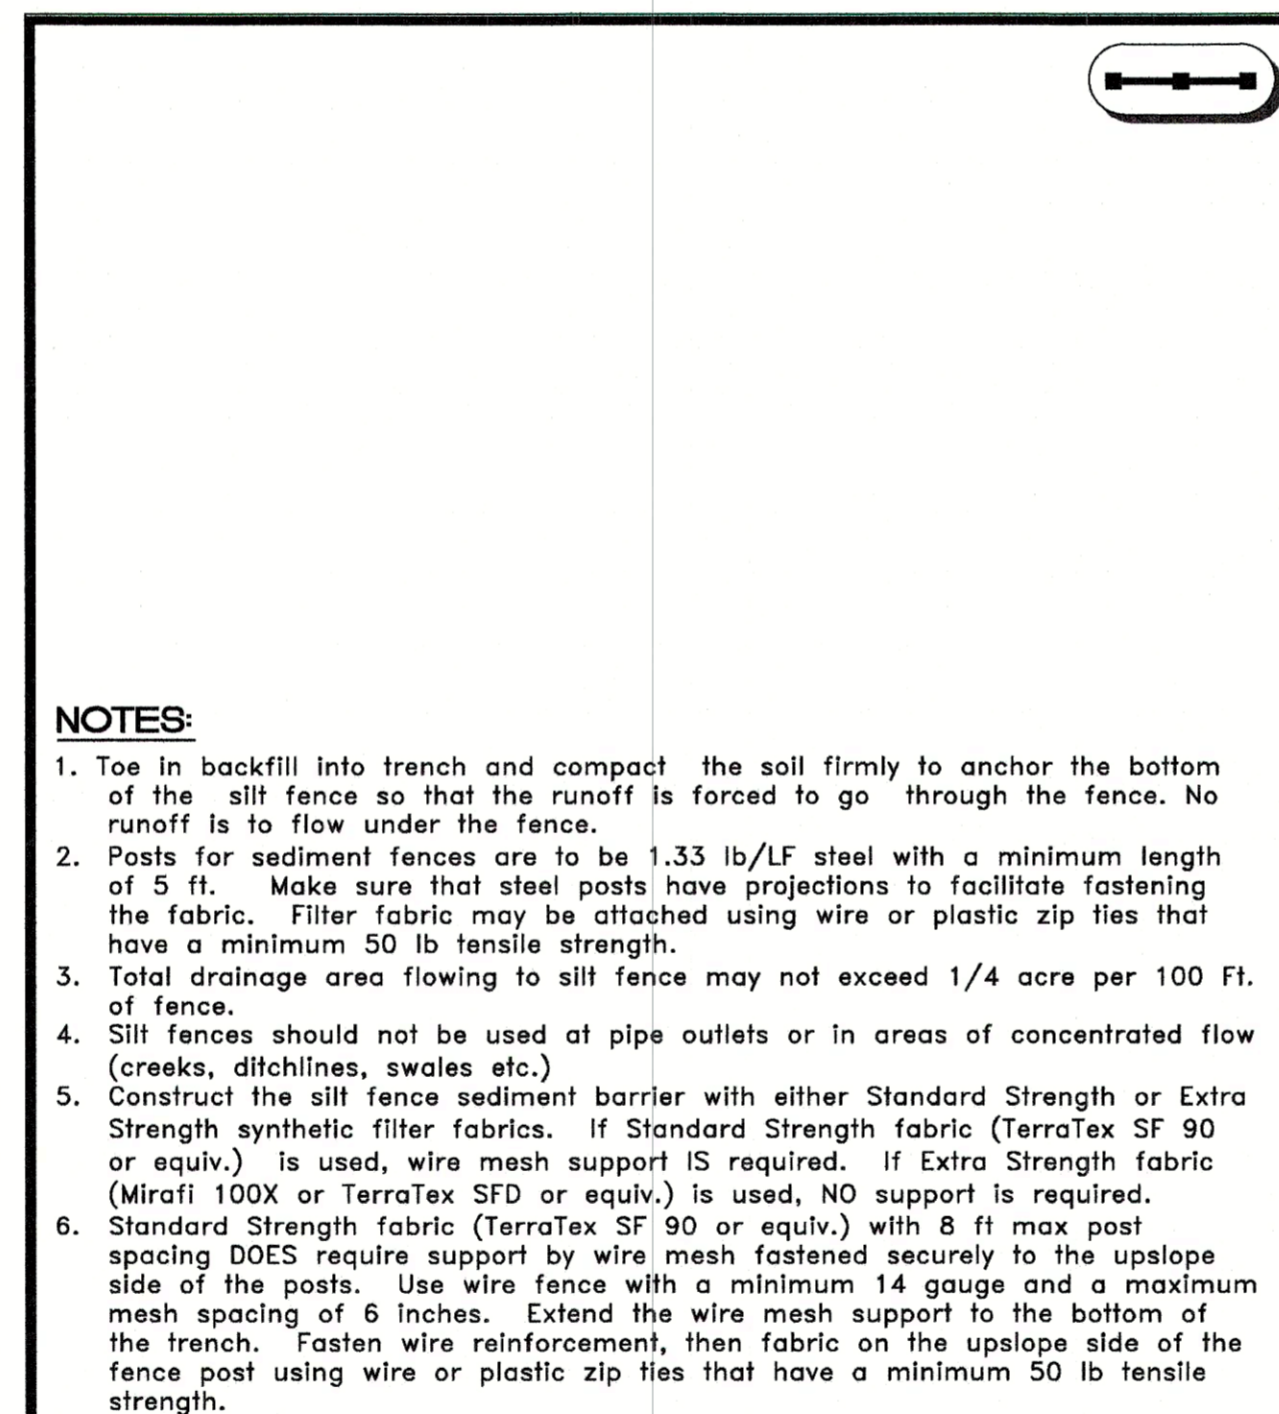 NOTES:
1. Toe in backfill into trench and compact the soil firmly to anchor the bottom
of the silt fence so that the runoff is forced to go through the fence. No
runoff is to flow under the fence.
2. Posts for sediment fences are to be 1.33 lb/LF steel with a minimum length
of 5 ft. Make sure that steel posts have projections to facilitate fastening
the fabric. Filter fabric may be attached using wire or plastic zip ties that
have a minimum 50 lb tensile strength.
3. Total drainage area flowing to silt fence may not exceed 1/4 acre per 100 Ft.
of fence.
4. Silt fences should not be used at pipe outlets or in areas of concentrated flow
(creeks, ditchlines, swales etc.)
5. Construct the silt fence sediment barrier with either Standard Strength or Extra
Strength synthetic filter fabrics. If Standard Strength fabric (TerraTex SF 90
or equiv.) is used, wire mesh support IS required. If Extra Strength fabric
(Mirafi 100X or TerraTex SFD or equiv.) is used, NO support is required.
6. Standard Strength fabric (TerraTex SF 90 or equiv.) with 8 ft max post
spacing DOES require support by wire mesh fastened securely to the upslope
side of the posts. Use wire fence with a minimum 14 gauge and a maximum
mesh spacing of 6 inches. Extend the wire mesh support to the bottom of
the trench. Fasten wire reinforcement, then fabric on the upslope side of the
fence post using wire or plastic zip ties that have a minimum 50 lb tensile
strength.